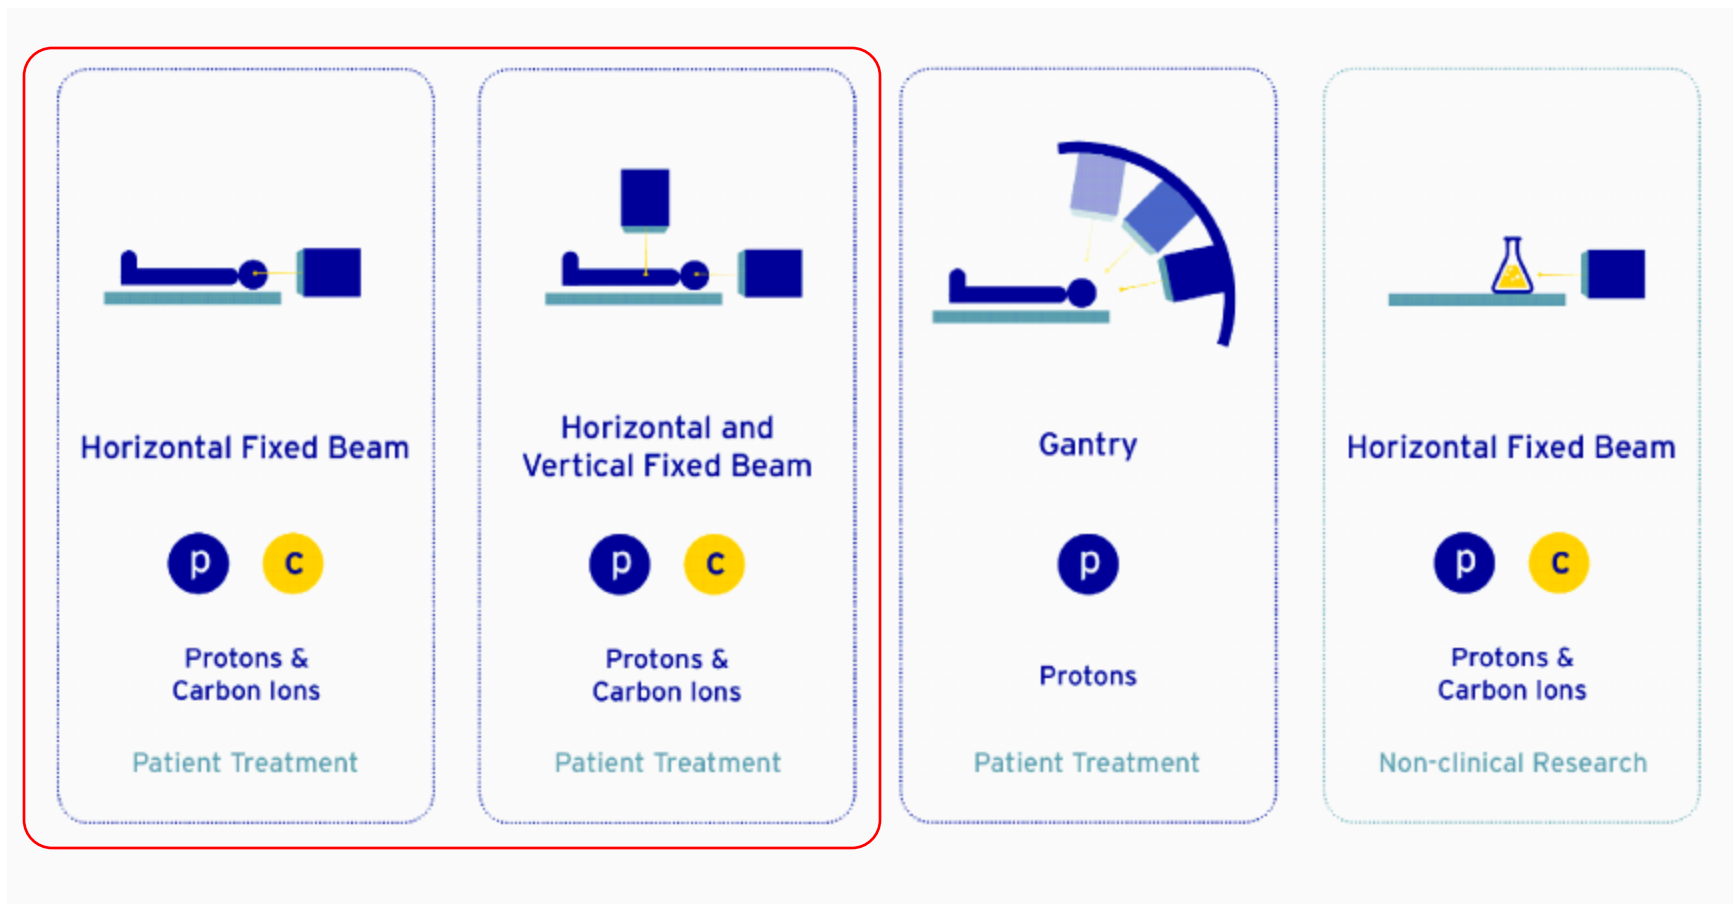 Horizontal Fixed Beam
p c
Protons &
Carbon Ions
Patient Treatment
Horizontal and
Vertical Fixed Beam
p c
Protons &
Carbon Ions
Patient Treatment
Gantry
p
Protons
Patient Treatment
Horizontal Fixed Beam
p c
Protons &
Carbon Ions
Non-clinical Research